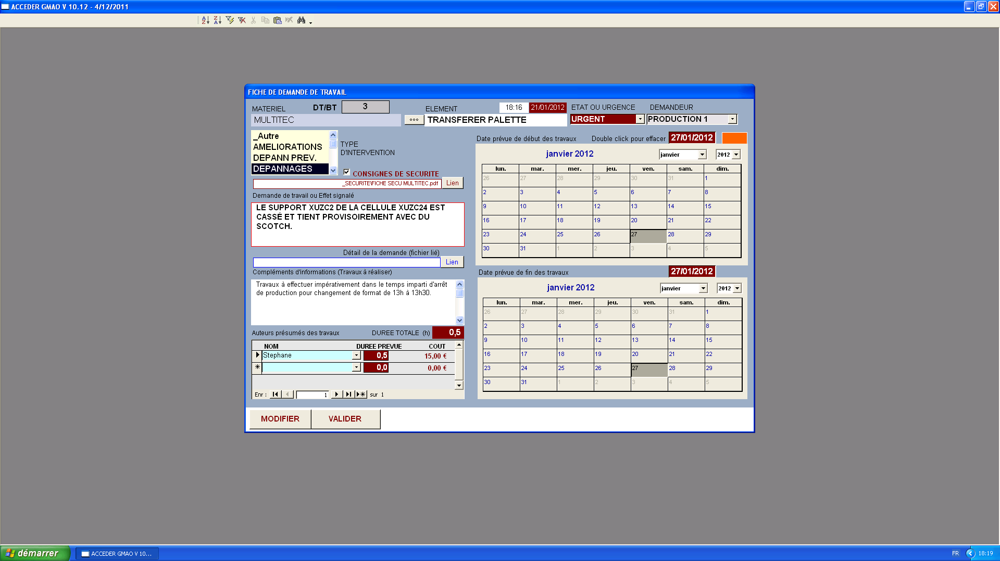 ACCEDER GMAO V 10.12 - 4/12/2011
FICHE DE DEMANDE DE TRAVAIL
MATERIEL DT/BT 3 ELEMENT 18:16 21/01/2012 ETAT OU URGENCE DEMANDEUR
MULTITEC TRANSFERER PALETTE URGENT PRODUCTION 1
_Autre
AMELIORATIONS
DEPANN PREV.
DEPANNAGES
TYPE
D'INTERVENTION
CONSIGNES DE SECURITE
_SECURITE\FICHE SECU MULTITEC.pdf Lien
Demande de travail ou Effet signalé
LE SUPPORT XUZC2 DE LA CELLULE XUZC24 EST
CASSÉ ET TIENT PROVISOIREMENT AVEC DU
SCOTCH.
Détail de la demande (fichier lié)
Lien
Compléments d'informations (Travaux à réaliser)
Travaux à effectuer impérativement dans le temps imparti d'arrêt
de production pour changement de format de 13h à 13h30.
Auteurs présumés des travaux DUREE TOTALE (h) 0,5
NOM DUREE PREVUE COUT
Stephane 0,5 15,00 €
0,0 0,00 €
Enr : 1 sur 1
MODIFIER VALIDER
Date prévue de début des travaux Double click pour effacer 27/01/2012
janvier 2012 janvier 2012
lun. mar. mer. jeu. ven. sam. dim.
26 27 28 29 30 31 1
2 3 4 5 6 7 8
9 10 11 12 13 14 15
16 17 18 19 20 21 22
23 24 25 26 27 28 29
30 31 1 2 3 4 5
Date prévue de fin des travaux 27/01/2012
janvier 2012 janvier 2012
lun. mar. mer. jeu. ven. sam. dim.
26 27 28 29 30 31 1
2 3 4 5 6 7 8
9 10 11 12 13 14 15
16 17 18 19 20 21 22
23 24 25 26 27 28 29
30 31 1 2 3 4 5
démarrer ACCEDER GMAO V 10... FR 18:19